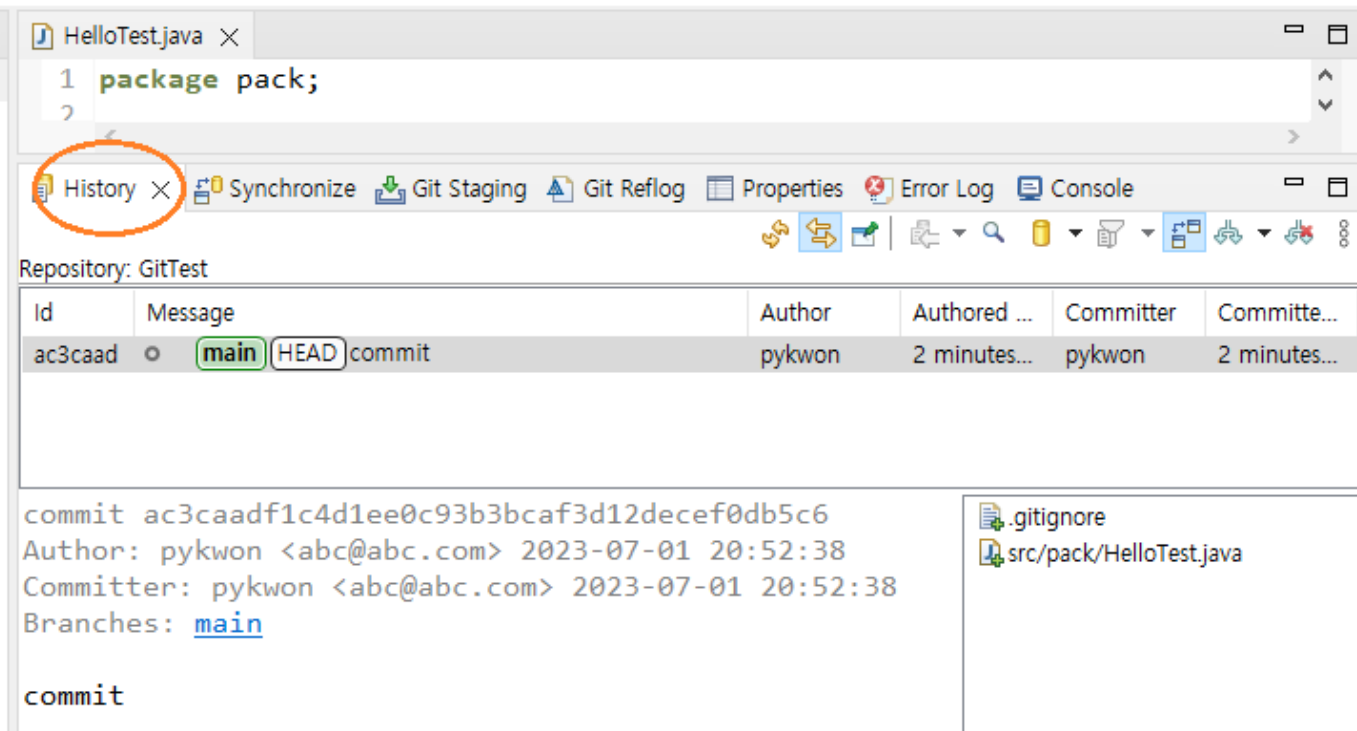 HelloTest.java
1 package pack;
2
History Synchronize Git Staging Git Reflog Properties Error Log Console
Repository: GitTest
Id Message Author Authored ... Committer Committe...
ac3caad main HEAD commit pykwon 2 minutes... pykwon 2 minutes...
commit ac3caadf1c4d1ee0c93b3bcaf3d12decef0db5c6
Author: pykwon <abc@abc.com> 2023-07-01 20:52:38
Committer: pykwon <abc@abc.com> 2023-07-01 20:52:38
Branches: main
commit
.gitignore
src/pack/HelloTest.java